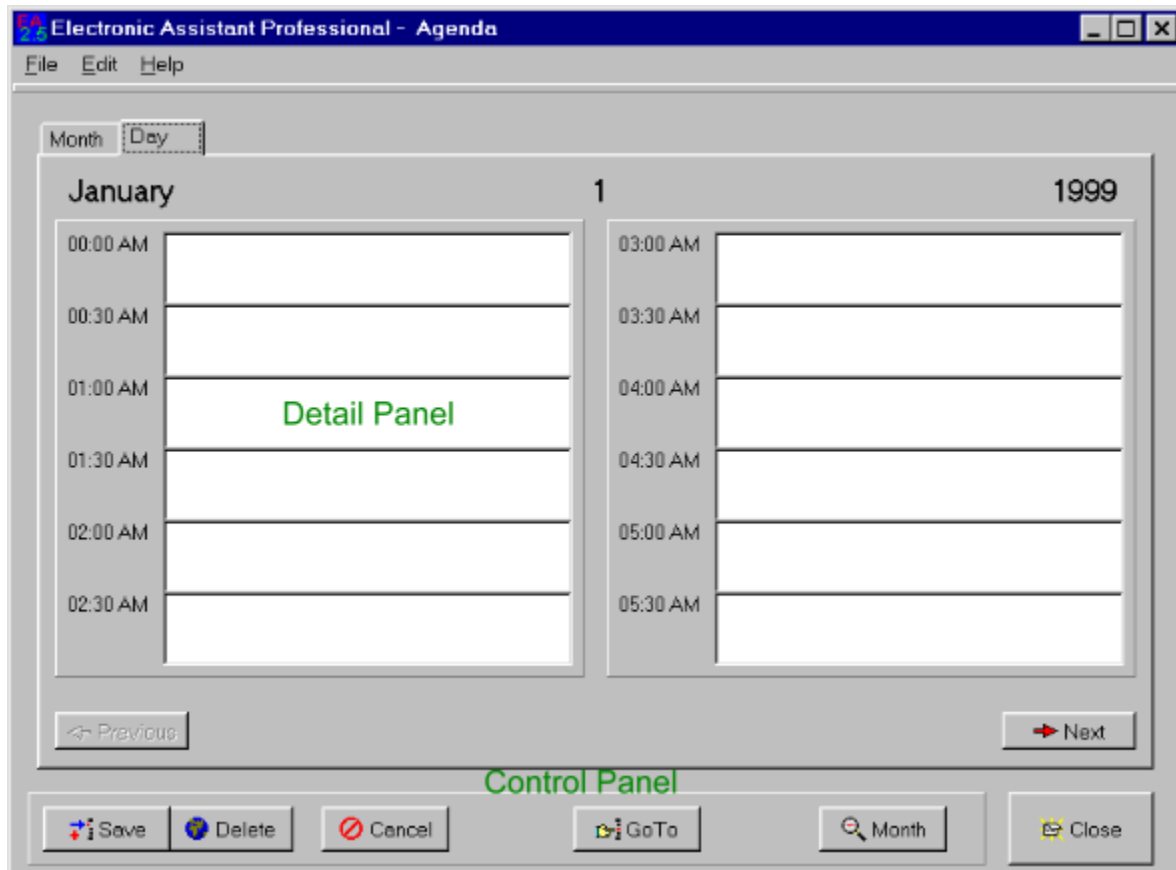 EA 2.5 Electronic Assistant Professional - Agenda
File Edit Help
Month Day
January 1 1999
00:00 AM 03:00 AM
00:30 AM 03:30 AM
01:00 AM Detail Panel 04:00 AM
01:30 AM 04:30 AM
02:00 AM 05:00 AM
02:30 AM 05:30 AM
Previous Next
Control Panel
Save Delete Cancel GoTo Month Close